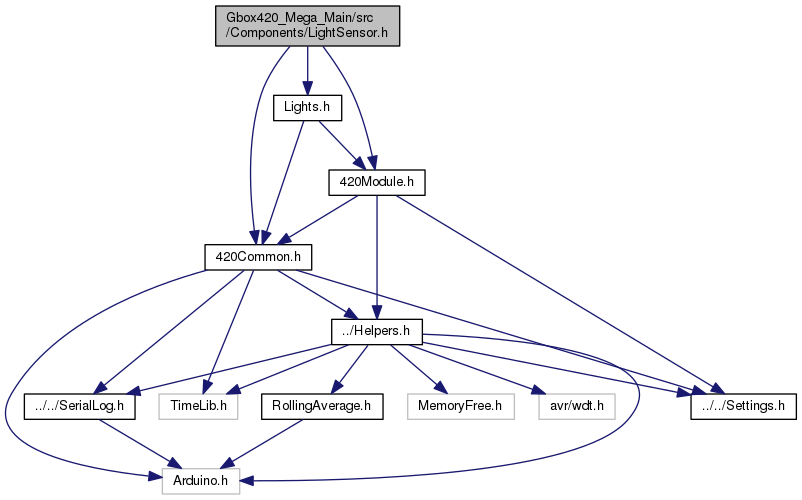 Gbox420_Mega_Main/src
/Components/LightSensor.h
Lights.h
420Module.h
420Common.h
../Helpers.h
../../SerialLog.h
TimeLib.h
RollingAverage.h
MemoryFree.h
avr/wdt.h
../../Settings.h
Arduino.h